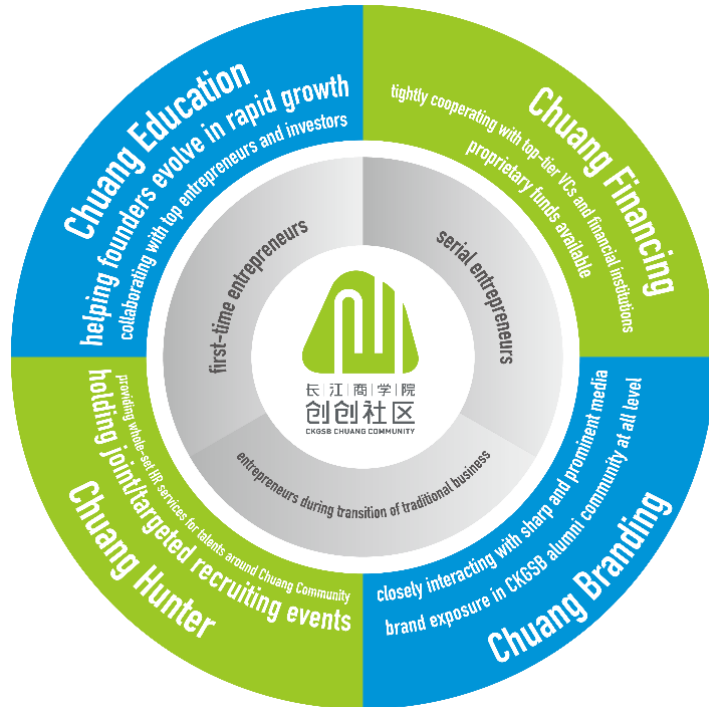 Chuang Education
helping founders evolve in rapid growth
collaborating with top entrepreneurs and investors
Chuang Financing
tightly cooperating with top-tier VCs and financial institutions
proprietary funds available
first-time entrepreneurs
serial entrepreneurs
长江商学院
创创社区
CKGSB CHUANG COMMUNITY
entrepreneurs during transition of traditional business
providing whole-set HR services for talents around Chuang Community
holding joint/targeted recruiting events
Chuang Hunter
closely interacting with sharp and prominent media
brand exposure in CKGSB alumni community at all level
Chuang Branding